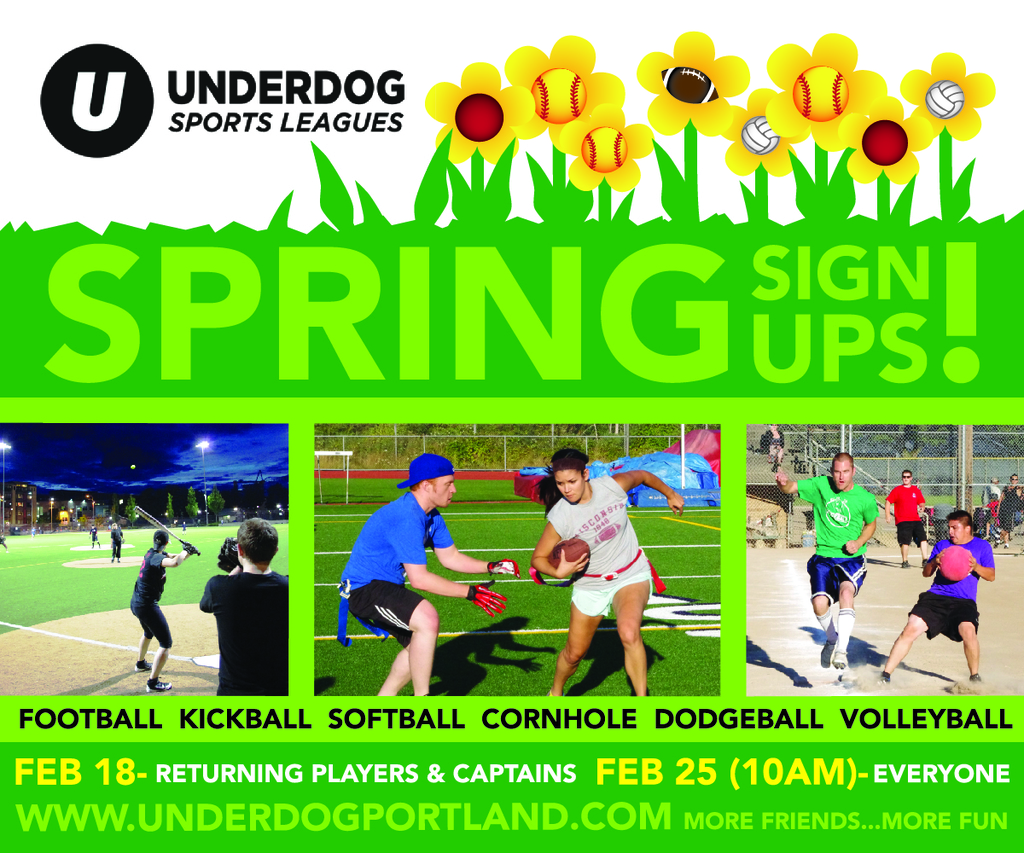 U
UNDERDOG
SPORTS LEAGUES
SPRING SIGN UPS!
WISCONSIN
FOOTBALL KICKBALL SOFTBALL CORNHOLE DODGEBALL VOLLEYBALL
FEB 18- RETURNING PLAYERS & CAPTAINS FEB 25 (10AM)- EVERYONE
WWW.UNDERDOGPORTLAND.COM MORE FRIENDS...MORE FUN